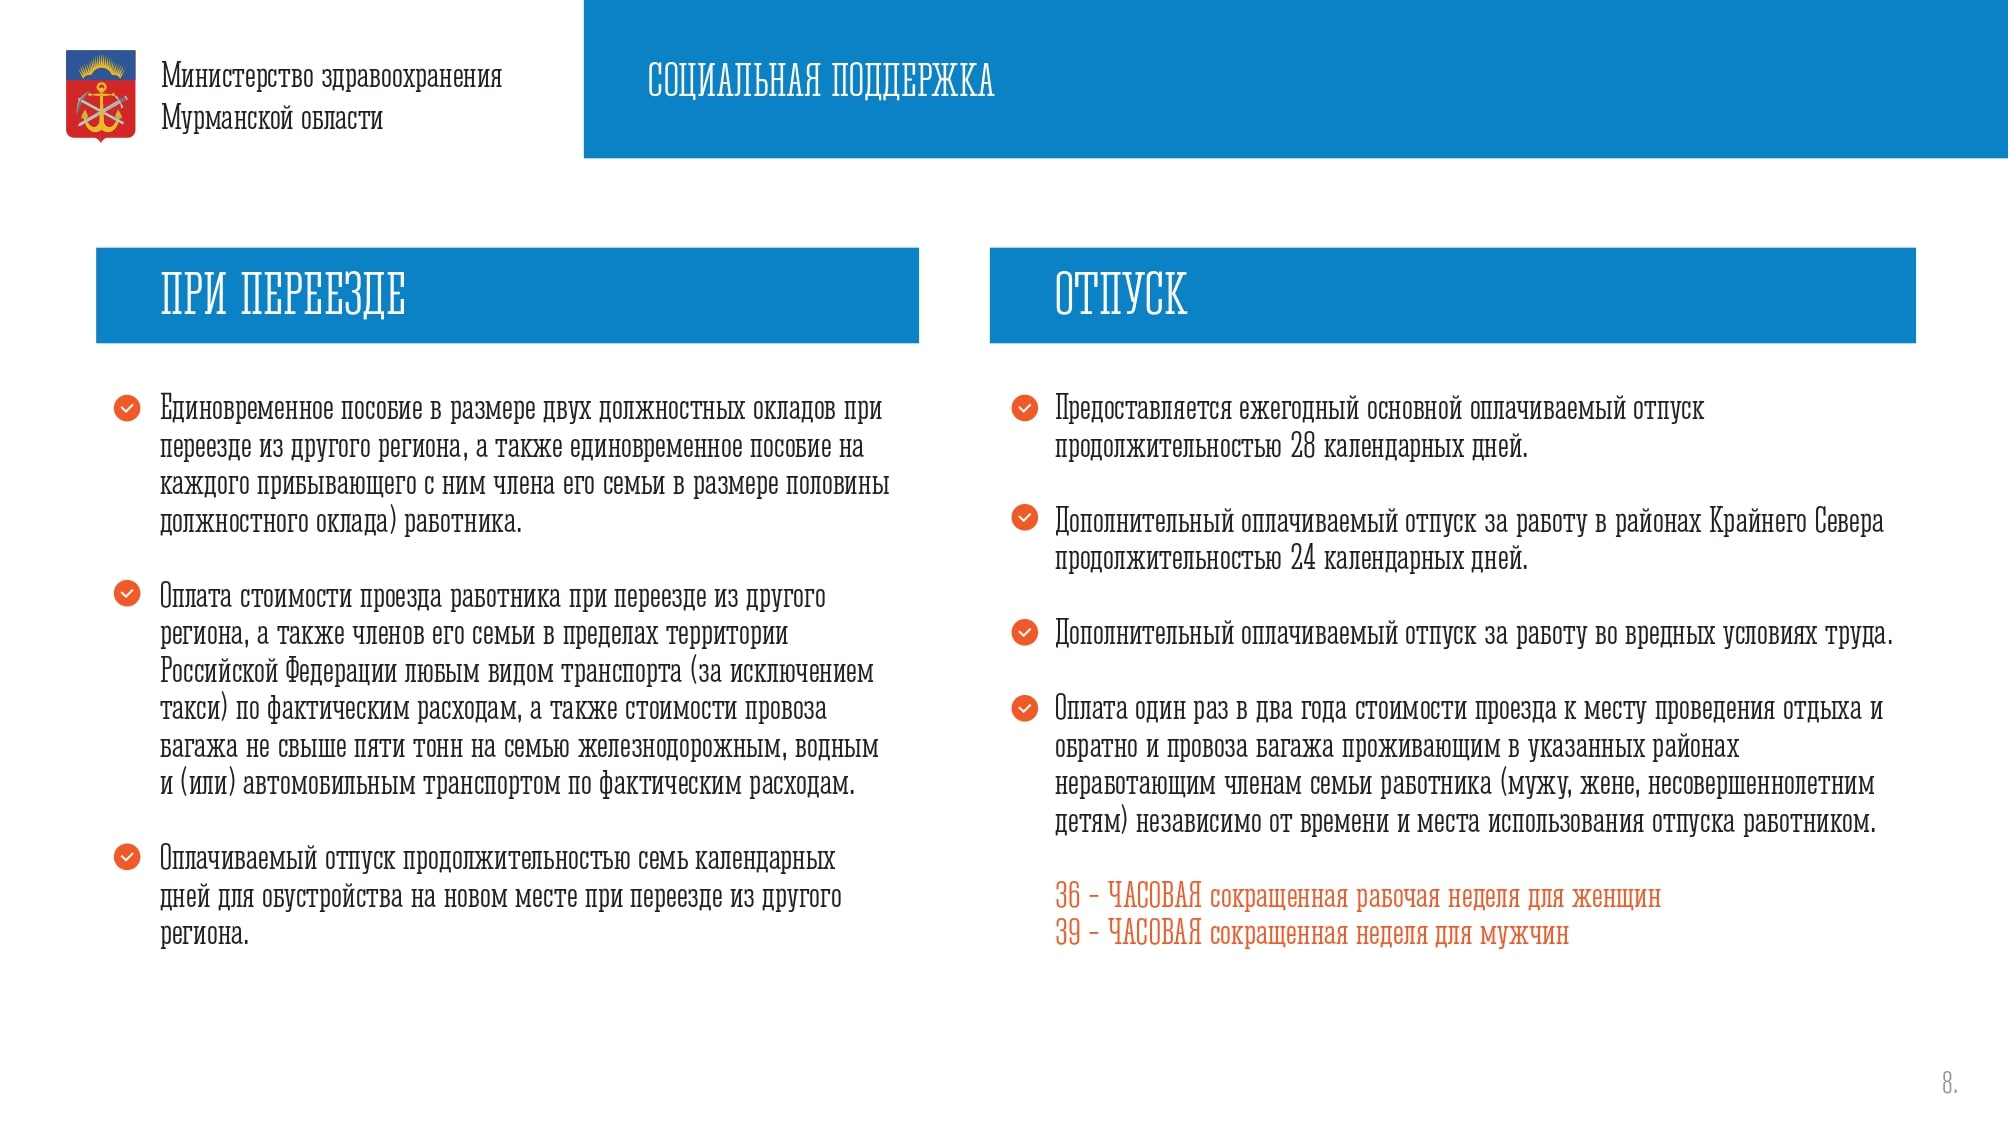 Министерство здравоохранения
Мурманской области
СОЦИАЛЬНАЯ ПОДДЕРЖКА
ПРИ ПЕРЕЕЗДЕ
Единовременное пособие в размере двух должностных окладов при
переезде из другого региона, а также единовременное пособие на
каждого прибывающего с ним члена его семьи в размере половины
должностного оклада) работника.
Оплата стоимости проезда работника при переезде из другого
региона, а также членов его семьи в пределах территории
Российской Федерации любым видом транспорта (за исключением
такси) по фактическим расходам, а также стоимости провоза
багажа не свыше пяти тонн на семью железнодорожным, водным
и (или) автомобильным транспортом по фактическим расходам.
Оплачиваемый отпуск продолжительностью семь календарных
дней для обустройства на новом месте при переезде из другого
региона.
ОТПУСК
Предоставляется ежегодный основной оплачиваемый отпуск
продолжительностью 28 календарных дней.
Дополнительный оплачиваемый отпуск за работу в районах Крайнего Севера
продолжительностью 24 календарных дней.
Дополнительный оплачиваемый отпуск за работу во вредных условиях труда.
Оплата один раз в два года стоимости проезда к месту проведения отдыха и
обратно и провоза багажа проживающим в указанных районах
неработающим членам семьи работника (мужу, жене, несовершеннолетним
детям) независимо от времени и места использования отпуска работником.
36 - ЧАСОВАЯ сокращенная рабочая неделя для женщин
39 - ЧАСОВАЯ сокращенная неделя для мужчин
8.